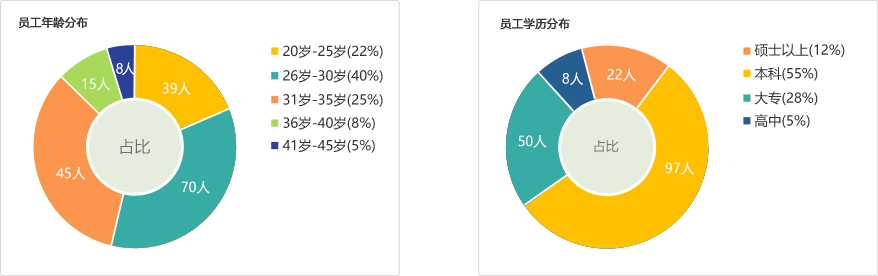 员工年龄分布
39人
70人
45人
15人
8人
占比
20岁-25岁(22%)
26岁-30岁(40%)
31岁-35岁(25%)
36岁-40岁(8%)
41岁-45岁(5%)
员工学历分布
22人
97人
50人
8人
占比
硕士以上(12%)
本科(55%)
大专(28%)
高中(5%)